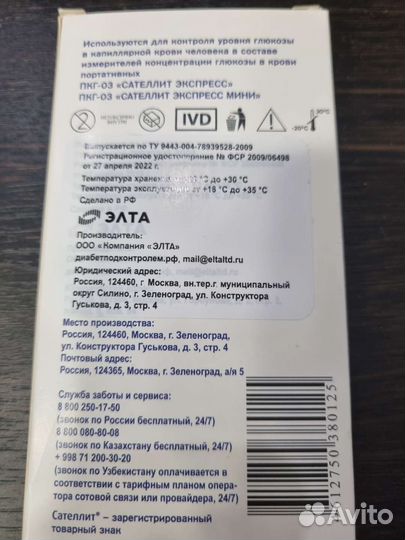 Используются для контроля уровня глюкозы
в капиллярной крови человека в составе
измерителей концентрации глюкозы в крови
портативных
ПКГ-03 «САТЕЛЛИТ ЭКСПРЕСС»
ПКГ-03 «САТЕЛЛИТ ЭКСПРЕСС МИНИ»
IVD
Выпускается по ТУ 9443-004-78939528-2009
Регистрационное удостоверение № ФСР 2009/06498
от 27 апреля 2022 г.
Температура хранения °C до +30 °C
Температура эксплуатации +15 °C до +35 °C
Сделано в РФ
ЭЛТА
Производитель:
ООО «Компания «ЭЛТА»
диабетподконтролем.рф, mail@eltaltd.ru
Юридический адрес:
Россия, 124460, г Москва, вн.тер.г муниципальный
округ Силино, г. Зеленоград, ул. Конструктора
Гуськова, д. 3, стр. 4
Место производства:
Россия, 124460, Москва, г. Зеленоград,
ул. Конструктора Гуськова, д. 3, стр. 4
Почтовый адрес:
Россия, 124365, Москва, г. Зеленоград, а/я 5
Служба заботы и сервиса:
8 800 250-17-50
(звонок по России бесплатный, 24/7)
8 800 080-80-08
(звонок по Казахстану бесплатный, 24/7)
+ 998 71 200-30-20
(звонок по Узбекистану оплачивается в
соответствии с тарифным планом опера-
тора сотовой связи или провайдера, 24/7)
Сателлит® – зарегистрированный
товарный знак
612750 380125
Avito